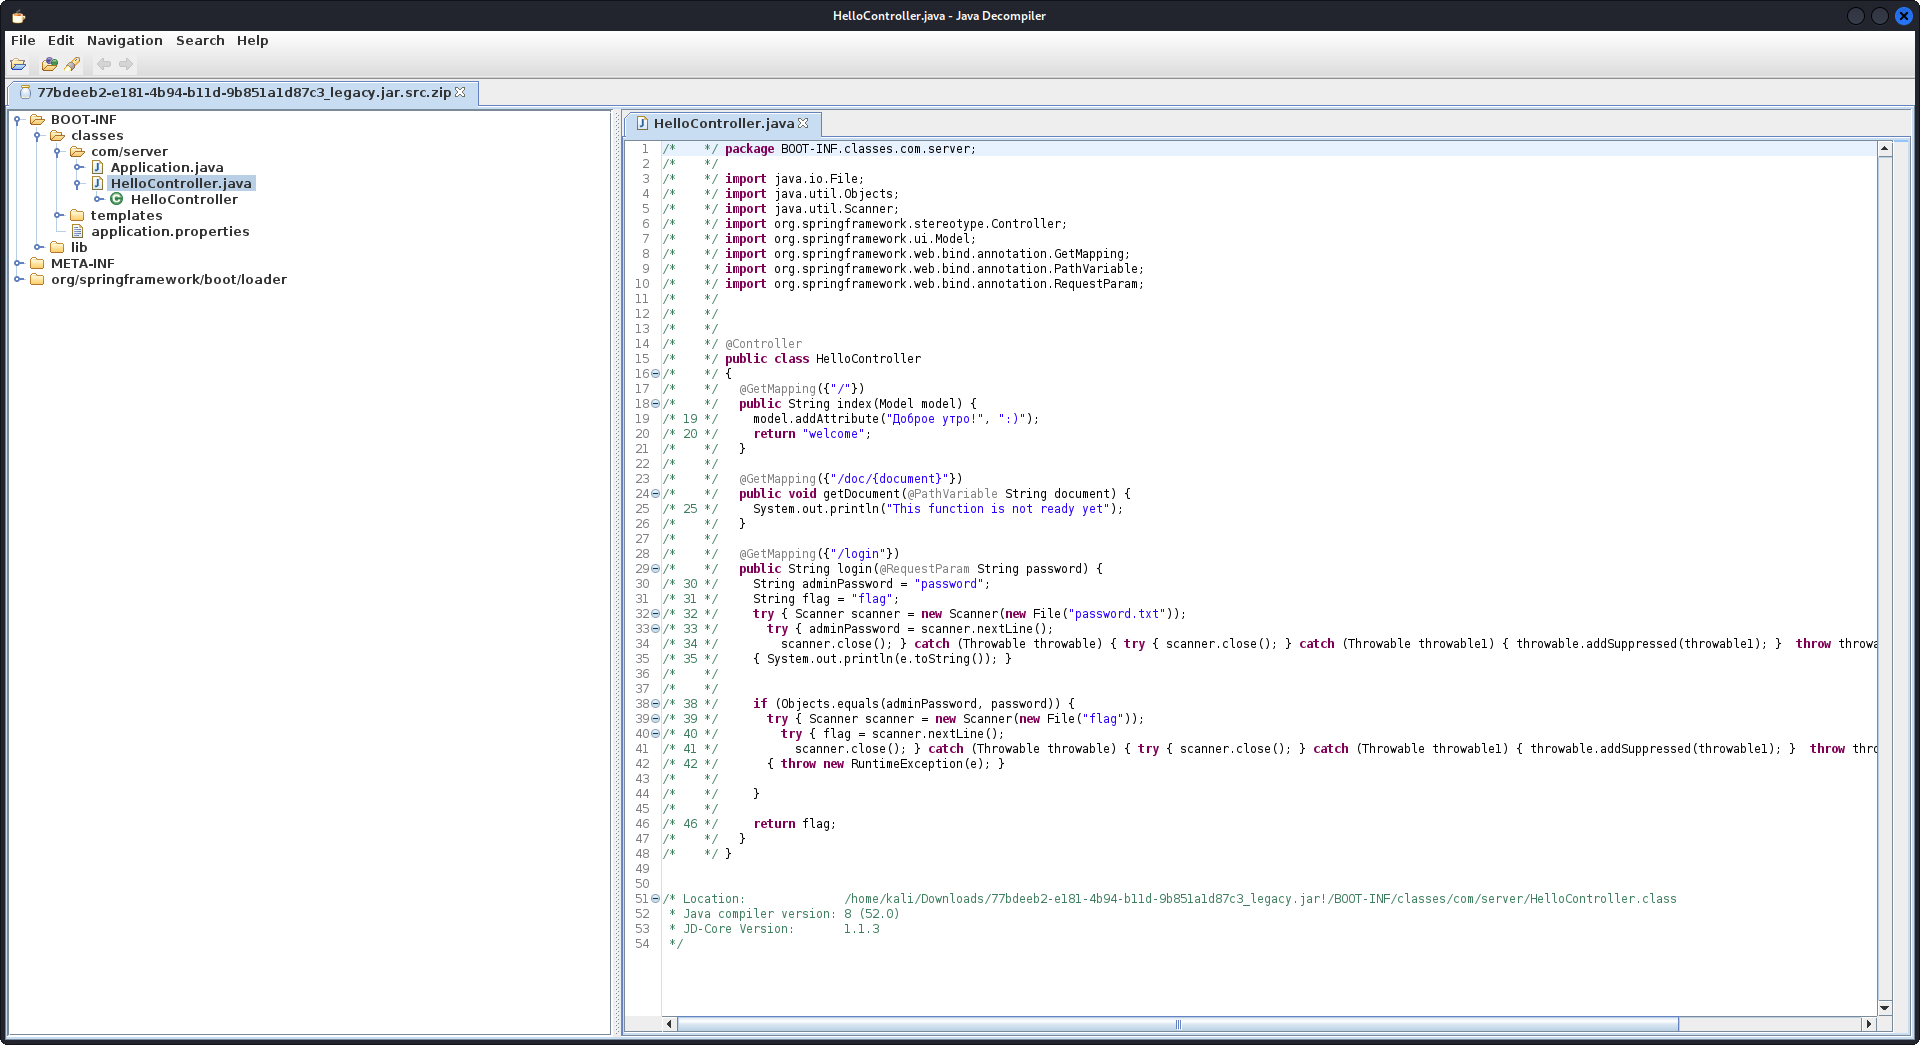 HelloController.java - Java Decompiler
File Edit Navigation Search Help
77bdeeb2-e181-4b94-b11d-9b851a1d87c3_legacy.jar.src.zip
BOOT-INF
classes
com/server
Application.java
HelloController.java
HelloController
templates
application.properties
lib
META-INF
org/springframework/boot/loader
HelloController.java
1 /*    */ package BOOT-INF.classes.com.server;
2 /*    */
3 /*    */ import java.io.File;
4 /*    */ import java.util.Objects;
5 /*    */ import java.util.Scanner;
6 /*    */ import org.springframework.stereotype.Controller;
7 /*    */ import org.springframework.ui.Model;
8 /*    */ import org.springframework.web.bind.annotation.GetMapping;
9 /*    */ import org.springframework.web.bind.annotation.PathVariable;
10 /*    */ import org.springframework.web.bind.annotation.RequestParam;
11 /*    */
12 /*    */
13 /*    */
14 /*    */ @Controller
15 /*    */ public class HelloController
16 /*    */ {
17 /*    */   @GetMapping({"/"})
18 /*    */   public String index(Model model) {
19 /* 19 */     model.addAttribute("Доброе утро!", ":)");
20 /* 20 */     return "welcome";
21 /*    */   }
22 /*    */
23 /*    */   @GetMapping({"/doc/{document}"})
24 /*    */   public void getDocument(@PathVariable String document) {
25 /* 25 */     System.out.println("This function is not ready yet");
26 /*    */   }
27 /*    */
28 /*    */   @GetMapping({"/login"})
29 /*    */   public String login(@RequestParam String password) {
30 /* 30 */     String adminPassword = "password";
31 /* 31 */     String flag = "flag";
32 /* 32 */     try { Scanner scanner = new Scanner(new File("password.txt"));
33 /* 33 */       try { adminPassword = scanner.nextLine();
34 /* 34 */         scanner.close(); } catch (Throwable throwable) { try { scanner.close(); } catch (Throwable throwable1) { throwable.addSuppressed(throwable1); }  throw throwa
35 /* 35 */     { System.out.println(e.toString()); }
36 /*    */
37 /*    */
38 /* 38 */     if (Objects.equals(adminPassword, password)) {
39 /* 39 */       try { Scanner scanner = new Scanner(new File("flag"));
40 /* 40 */         try { flag = scanner.nextLine();
41 /* 41 */           scanner.close(); } catch (Throwable throwable) { try { scanner.close(); } catch (Throwable throwable1) { throwable.addSuppressed(throwable1); }  throw thro
42 /* 42 */       { throw new RuntimeException(e); }
43 /*    */
44 /*    */     }
45 /*    */
46 /* 46 */     return flag;
47 /*    */   }
48 /*    */ }
49
50
51 /* Location:              /home/kali/Downloads/77bdeeb2-e181-4b94-b11d-9b851a1d87c3_legacy.jar!/BOOT-INF/classes/com/server/HelloController.class
52  * Java compiler version: 8 (52.0)
53  * JD-Core Version:       1.1.3
54  */